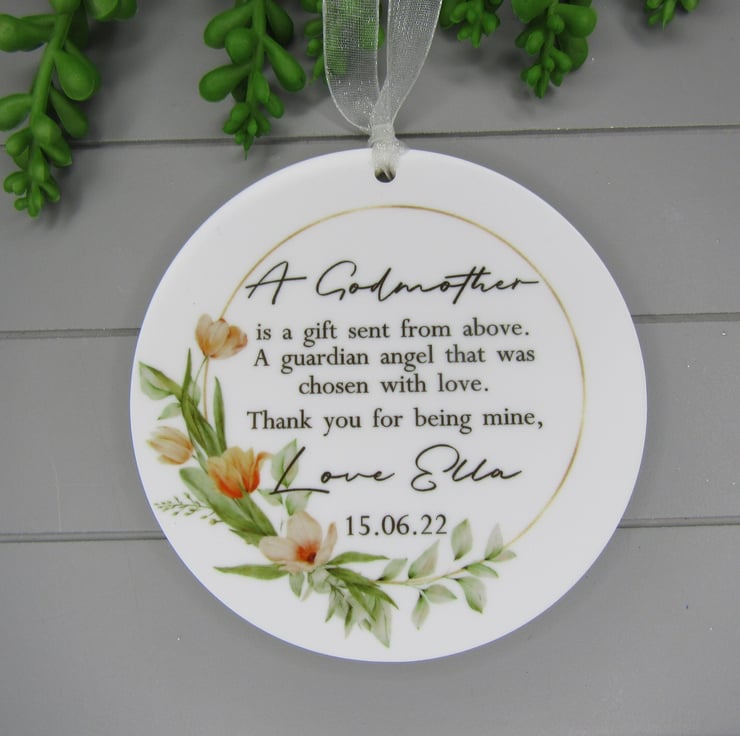 A Godmother
is a gift sent from above.
A guardian angel that was
chosen with love.
Thank you for being mine,
Love Ella
15.06.22